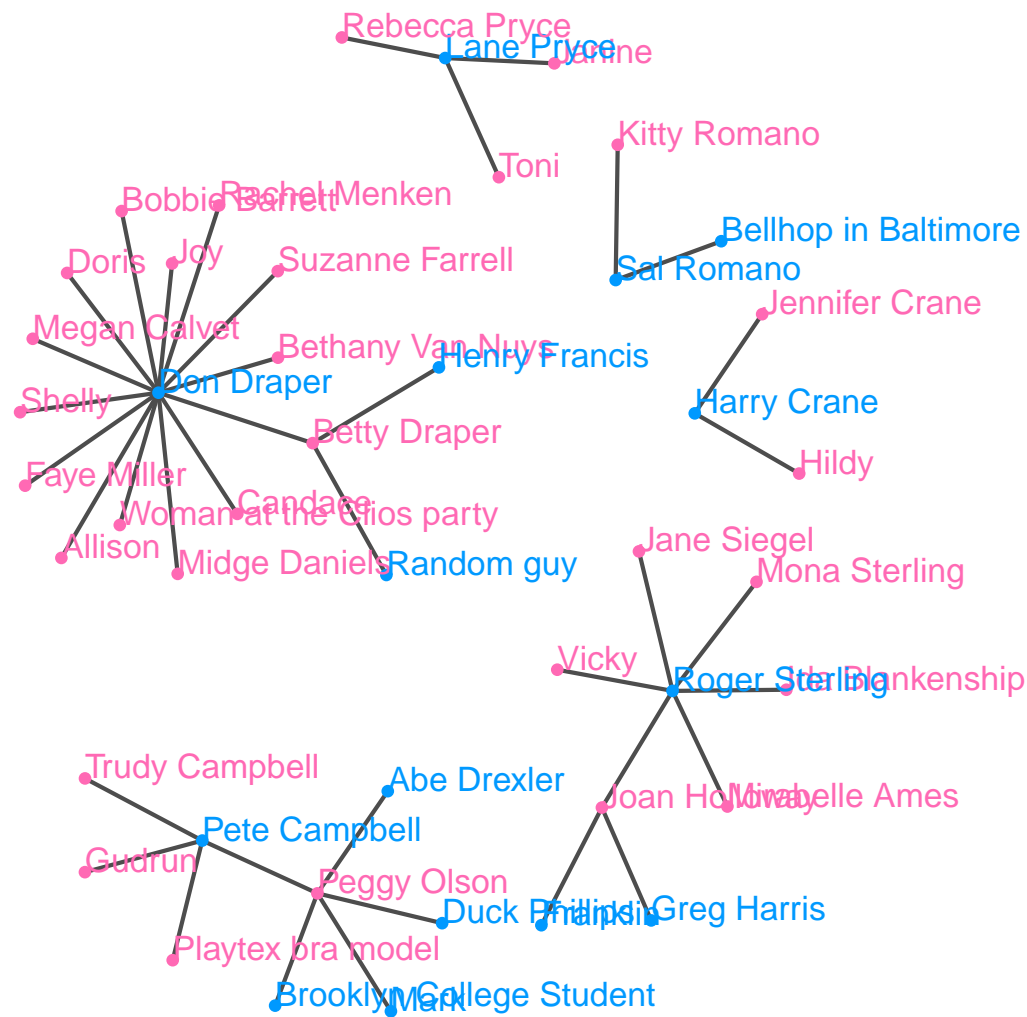 Rebecca Pryce
Lane Pryce
Janine
Kitty Romano
Toni
Rachel Menken
Bobbie Barrett
Bellhop in Baltimore
Joy
Suzanne Farrell
Doris
Sal Romano
Jennifer Crane
Megan Calvet
Bethany Van Nuys
Henry Francis
Don Draper
Shelly
Harry Crane
Betty Draper
Hildy
Faye Miller
Candace
Woman at the Clios party
Allison
Jane Siegel
Midge Daniels
Random guy
Mona Sterling
Vicky
Roger Sterling
Ida Blankenship
Trudy Campbell
Abe Drexler
Joan Holloway
Mirabelle Ames
Pete Campbell
Gudrun
Peggy Olson
Duck Phillips
Franklin
Greg Harris
Playtex bra model
Brooklyn College Student
Mark